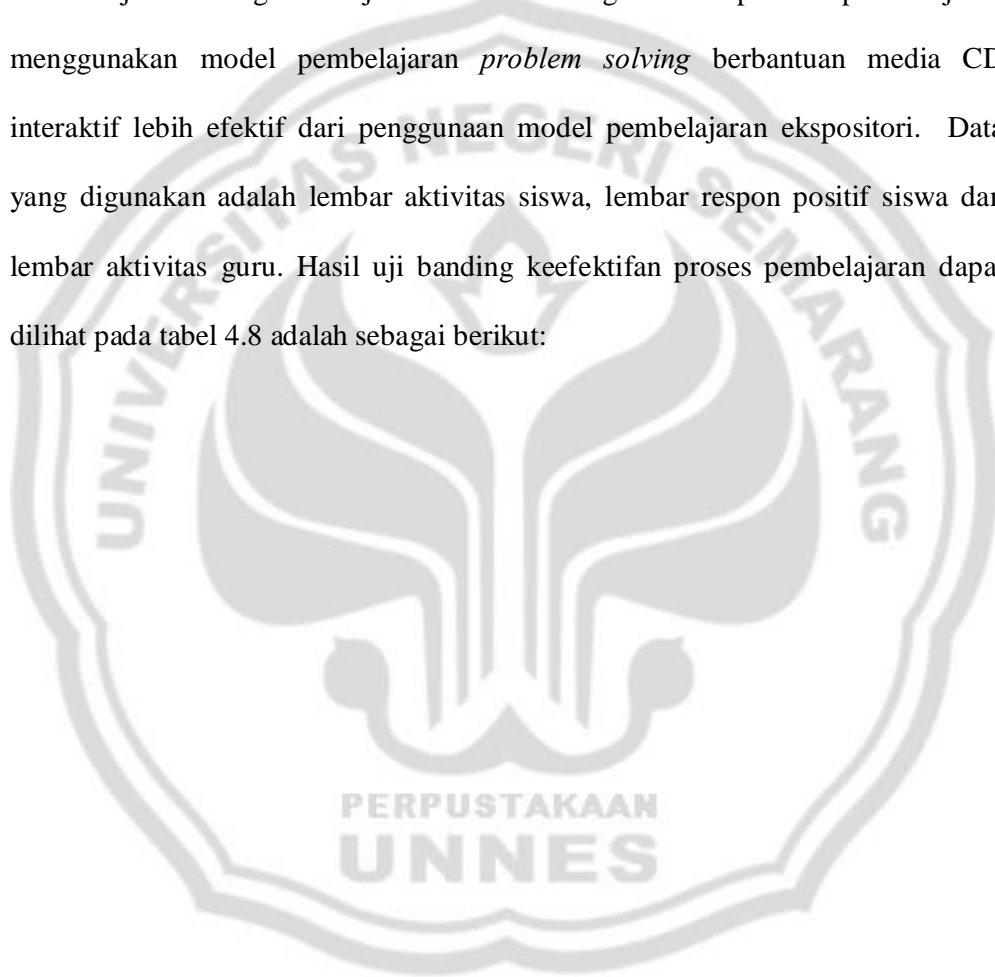 menggunakan model pembelajaran problem solving berbantuan media CD
interaktif lebih efektif dari penggunaan model pembelajaran ekspositori. Data
yang digunakan adalah lembar aktivitas siswa, lembar respon positif siswa dan
lembar aktivitas guru. Hasil uji banding keefektifan proses pembelajaran dapa
dilihat pada tabel 4.8 adalah sebagai berikut:
UNIVERSITAS NEGERI SEMARANG
PERPUSTAKAAN
UNNES